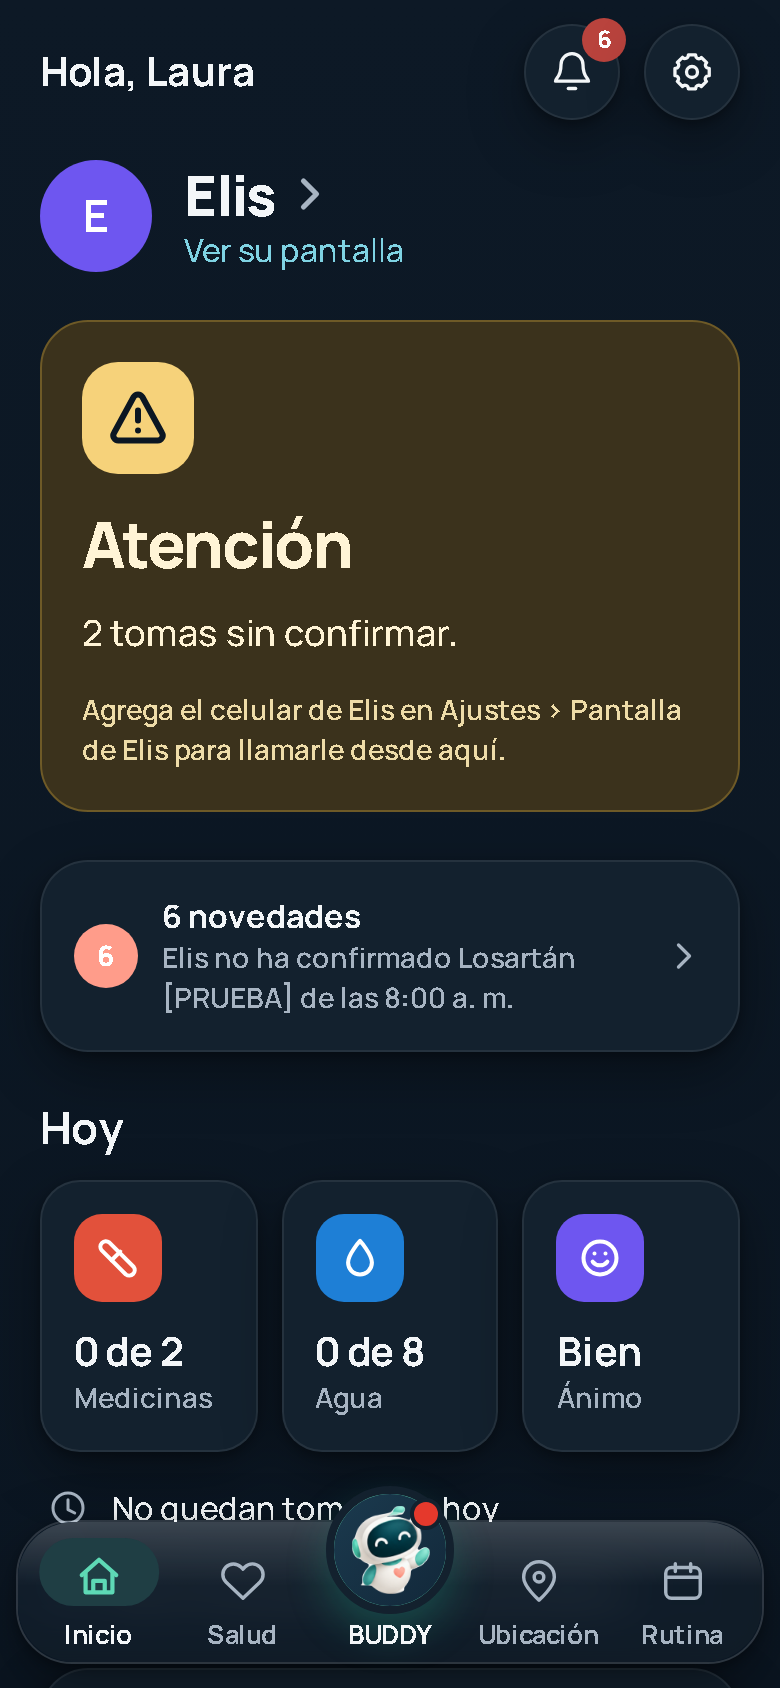 Hola, Laura
6
E
Elis
Ver su pantalla
Atención
2 tomas sin confirmar.
Agrega el celular de Elis en Ajustes > Pantalla
de Elis para llamarle desde aquí.
6
6 novedades
Elis no ha confirmado Losartán
[PRUEBA] de las 8:00 a. m.
Hoy
0 de 2
Medicinas
0 de 8
Agua
Bien
Ánimo
No quedan hoy
Inicio
Salud
BUDDY
Ubicación
Rutina